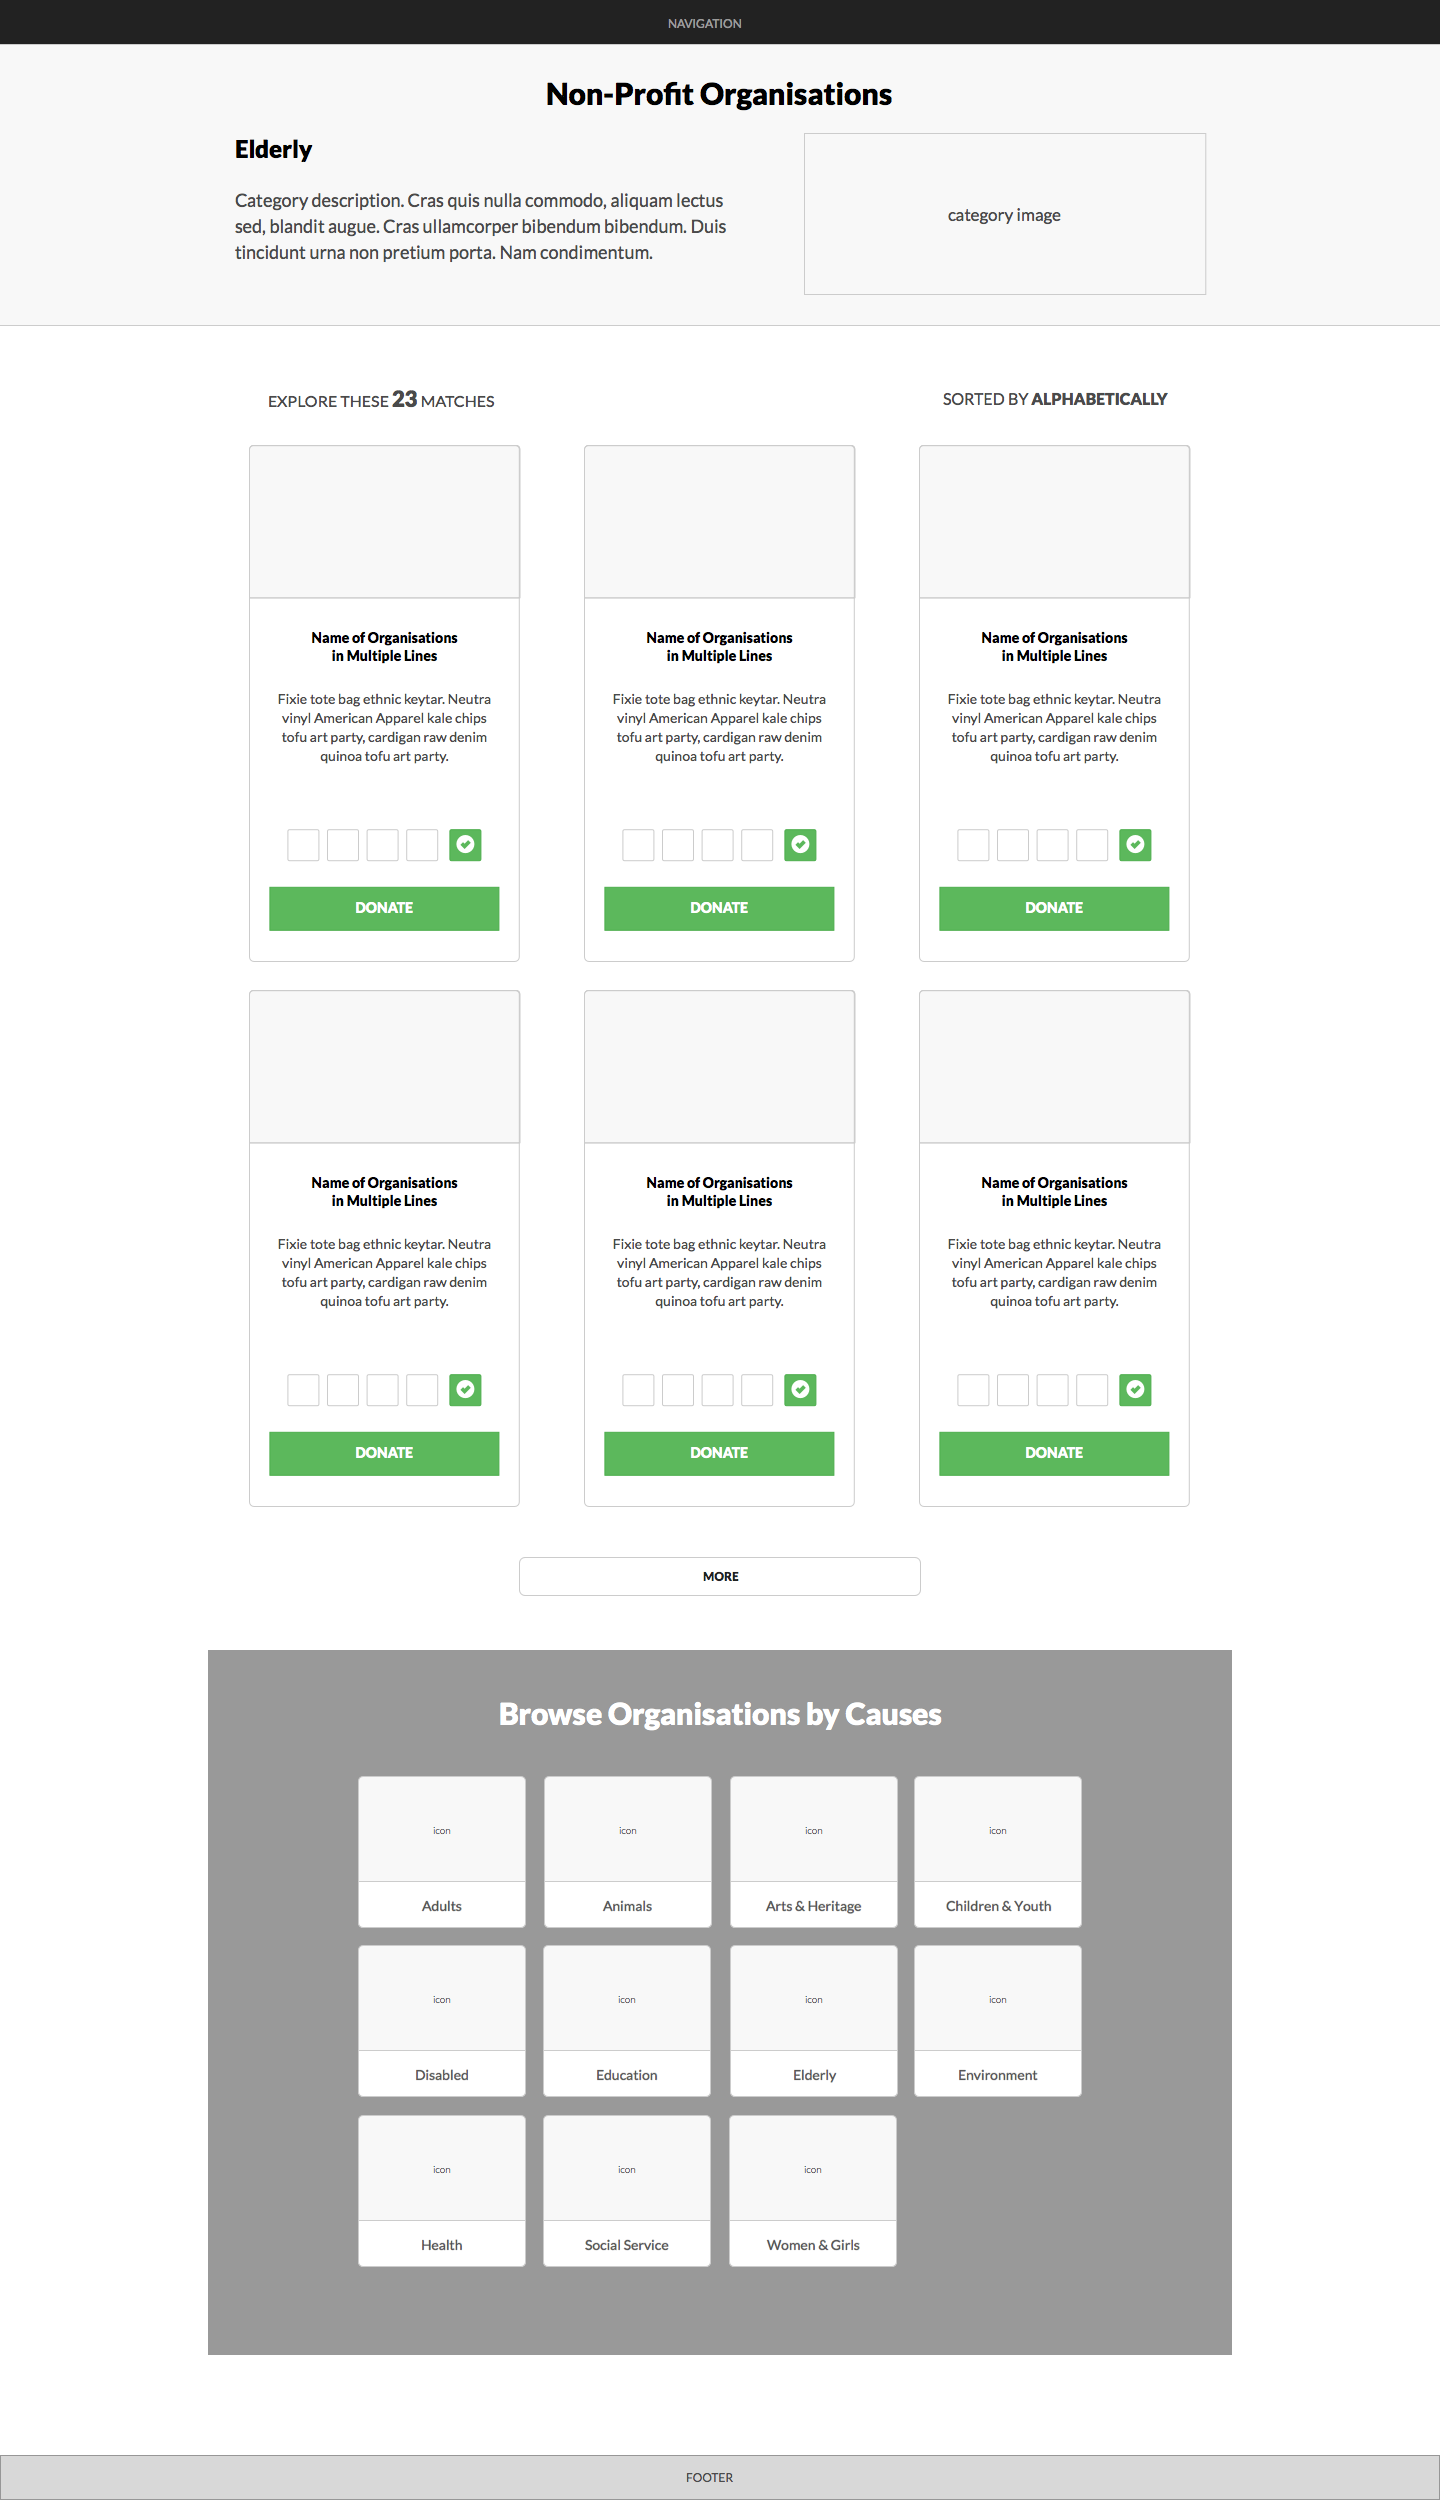 NAVIGATION
Non-Profit Organisations
Elderly
Category description. Cras quis nulla commodo, aliquam lectus
sed, blandit augue. Cras ullamcorper bibendum bibendum. Duis
tincidunt urna non pretium porta. Nam condimentum.
category image
EXPLORE THESE 23 MATCHES
SORTED BY ALPHABETICALLY
Name of Organisations
in Multiple Lines
Fixie tote bag ethnic keytar. Neutra
vinyl American Apparel kale chips
tofu art party, cardigan raw denim
quinoa tofu art party.
DONATE
Name of Organisations
in Multiple Lines
Fixie tote bag ethnic keytar. Neutra
vinyl American Apparel kale chips
tofu art party, cardigan raw denim
quinoa tofu art party.
DONATE
Name of Organisations
in Multiple Lines
Fixie tote bag ethnic keytar. Neutra
vinyl American Apparel kale chips
tofu art party, cardigan raw denim
quinoa tofu art party.
DONATE
Name of Organisations
in Multiple Lines
Fixie tote bag ethnic keytar. Neutra
vinyl American Apparel kale chips
tofu art party, cardigan raw denim
quinoa tofu art party.
DONATE
Name of Organisations
in Multiple Lines
Fixie tote bag ethnic keytar. Neutra
vinyl American Apparel kale chips
tofu art party, cardigan raw denim
quinoa tofu art party.
DONATE
Name of Organisations
in Multiple Lines
Fixie tote bag ethnic keytar. Neutra
vinyl American Apparel kale chips
tofu art party, cardigan raw denim
quinoa tofu art party.
DONATE
MORE
Browse Organisations by Causes
icon
Adults
icon
Animals
icon
Arts & Heritage
icon
Children & Youth
icon
Disabled
icon
Education
icon
Elderly
icon
Environment
icon
Health
icon
Social Service
icon
Women & Girls
FOOTER